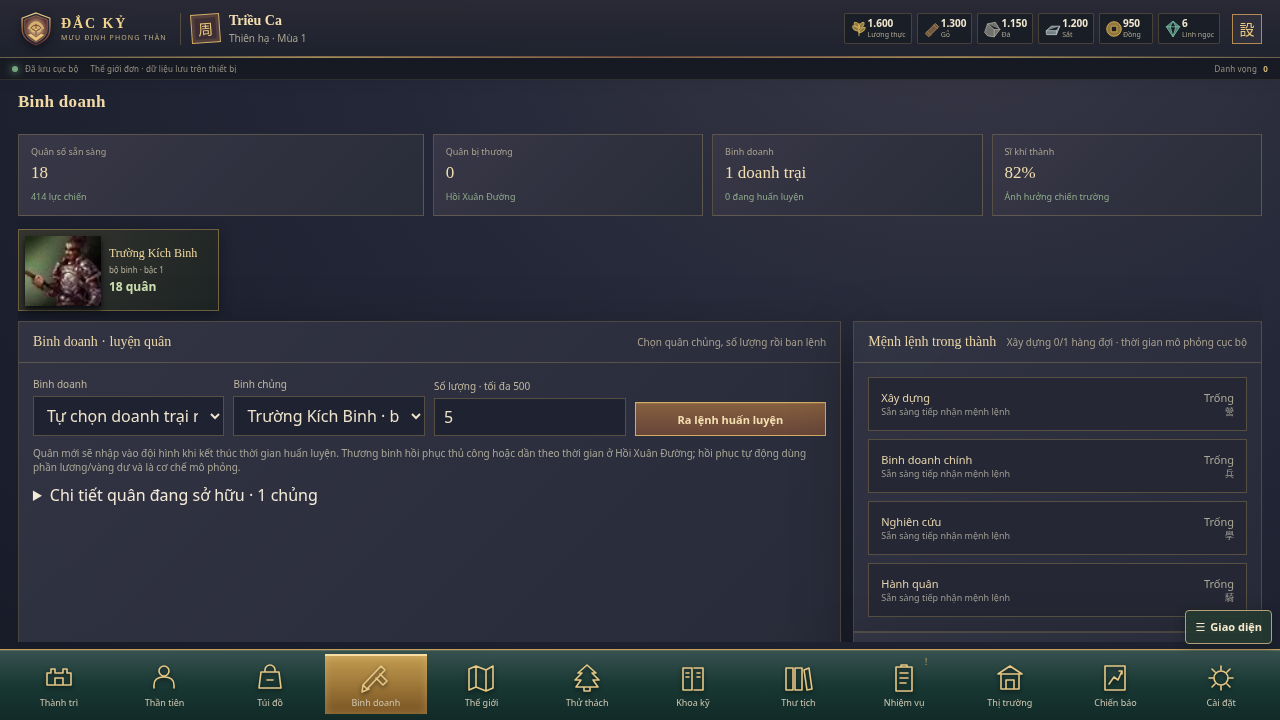 ĐẮC KỶ
MƯU ĐỊNH PHONG THẦN
周
Triều Ca
Thiên hạ · Mùa 1
1.600
Lương thực
1.300
Gỗ
1.150
Đá
1.200
Sắt
950
Đồng
6
Linh ngọc
設
Đã lưu cục bộ
Thế giới đơn · dữ liệu lưu trên thiết bị
Danh vọng 0
Binh doanh
Quân số sẵn sàng
18
414 lực chiến
Quân bị thương
0
Hồi Xuân Đường
Binh doanh
1 doanh trại
0 đang huấn luyện
Sĩ khí thành
82%
Ảnh hưởng chiến trường
Trường Kích Binh
bộ binh · bậc 1
18 quân
Binh doanh · luyện quân
Chọn quân chủng, số lượng rồi ban lệnh
Binh doanh
Binh chủng
Số lượng · tối đa 500
Tự chọn doanh trại r
Trường Kích Binh · b
5
Ra lệnh huấn luyện
Quân mới sẽ nhập vào đội hình khi kết thúc thời gian huấn luyện. Thương binh hồi phục thủ công hoặc dần theo thời gian ở Hồi Xuân Đường; hồi phục tự động dùng
phần lương/vàng dư và là cơ chế mô phỏng.
▶ Chi tiết quân đang sở hữu · 1 chủng
Mệnh lệnh trong thành
Xây dựng 0/1 hàng đợi · thời gian mô phỏng cục bộ
Xây dựng
Sẵn sàng tiếp nhận mệnh lệnh
Trống
營
Binh doanh chính
Sẵn sàng tiếp nhận mệnh lệnh
Trống
兵
Nghiên cứu
Sẵn sàng tiếp nhận mệnh lệnh
Trống
學
Hành quân
Sẵn sàng tiếp nhận mệnh lệnh
Trống
☰ Giao diện
Thành trì
Thần tiên
Túi đồ
Binh doanh
Thế giới
Thử thách
Khoa kỹ
Thư tịch
Nhiệm vụ
!
Thị trường
Chiến báo
Cài đặt